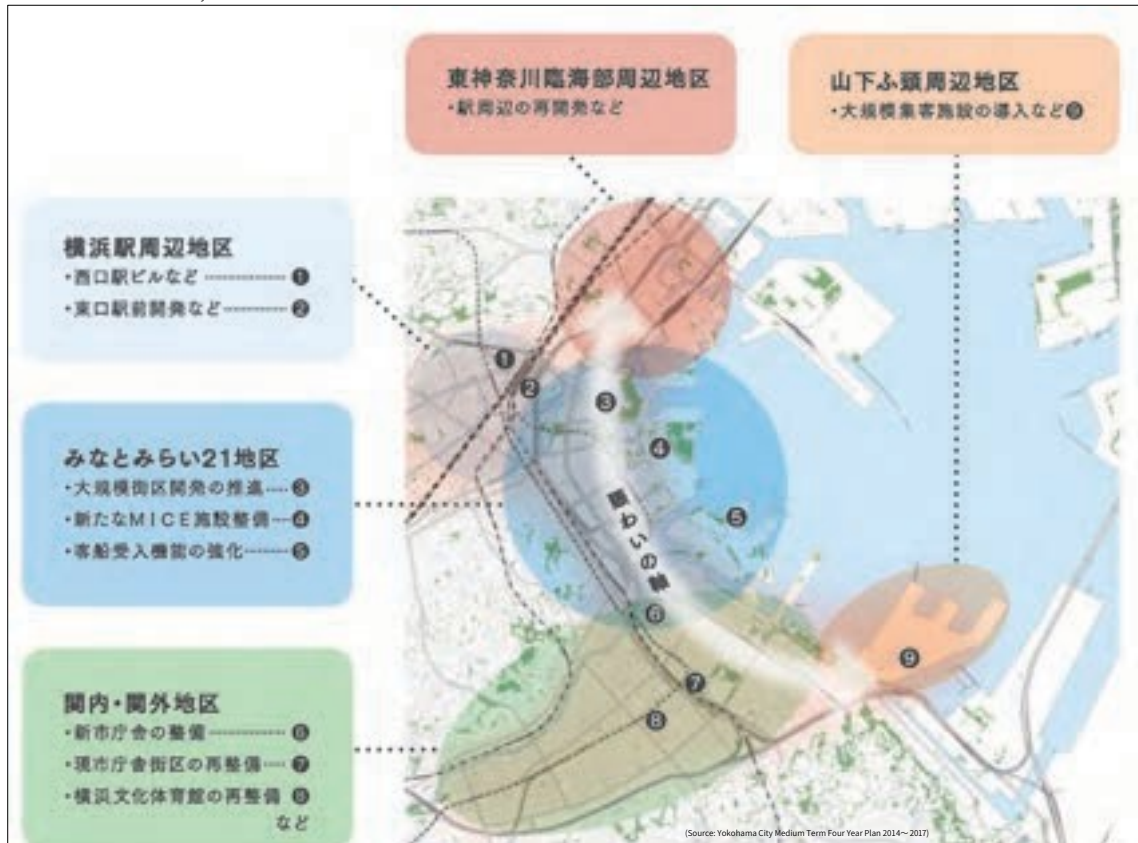 東神奈川臨海部周辺地区
・駅周辺の再開発など
山下ふ頭周辺地区
・大規模集客施設の導入など❾
横浜駅周辺地区
・西口駅ビルなど ❶
・東口駅前開発など ❷
みなとみらい21地区
・大規模街区開発の推進 ❸
・新たなMICE施設整備 ❹
・客船受入機能の強化 ❺
関内・関外地区
・新市庁舎の整備 ❻
・現市庁舎街区の再整備 ❼
・横浜文化体育館の再整備 ❽
など
❶
❷
❸
❹
賑わいの軸
❺
❻
❼
❽
❾
(Source: Yokohama City Medium Term Four Year Plan 2014～2017)